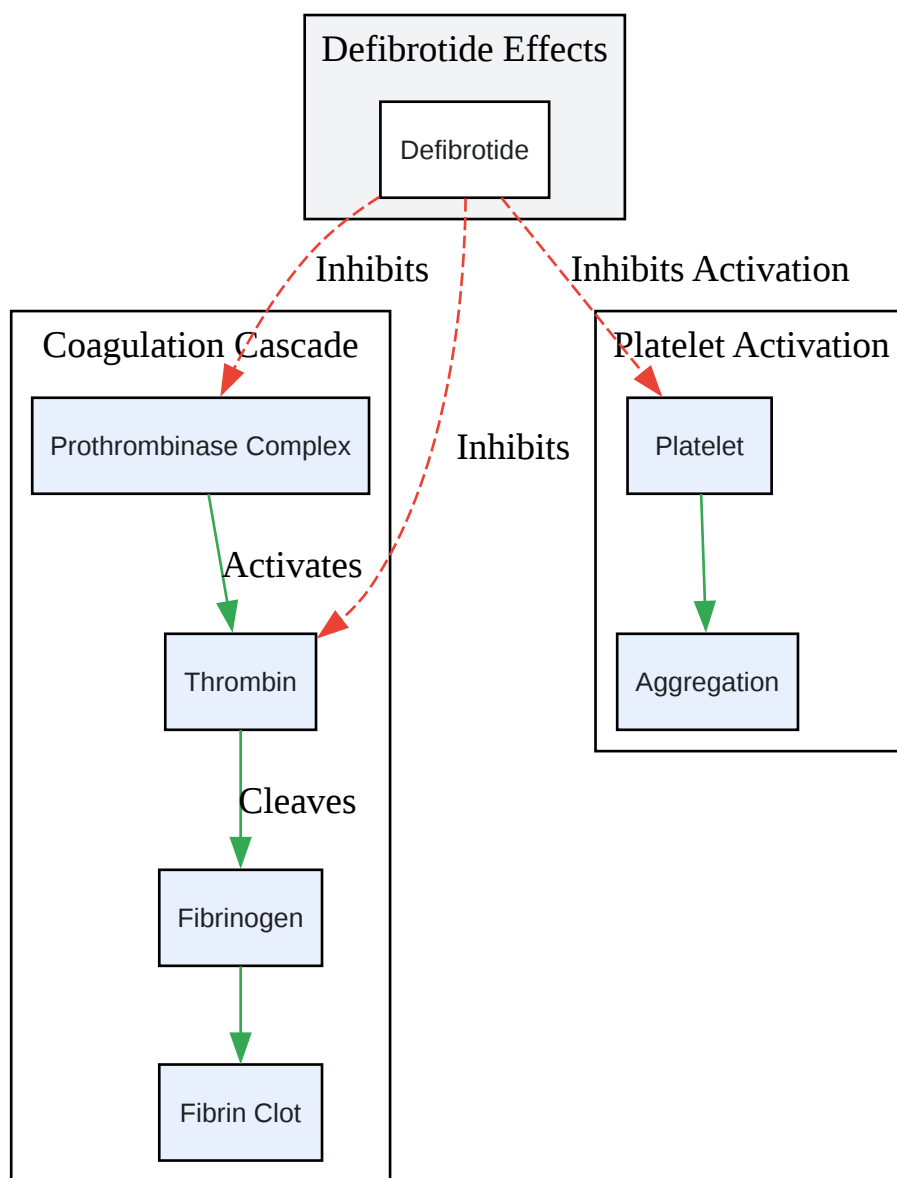 Defibrotide Effects
Defibrotide
Inhibits
Inhibits Activation
Coagulation Cascade
Platelet Activation
Prothrombinase Complex
Inhibits
Platelet
Activates
Thrombin
Aggregation
Cleaves
Fibrinogen
Fibrin Clot